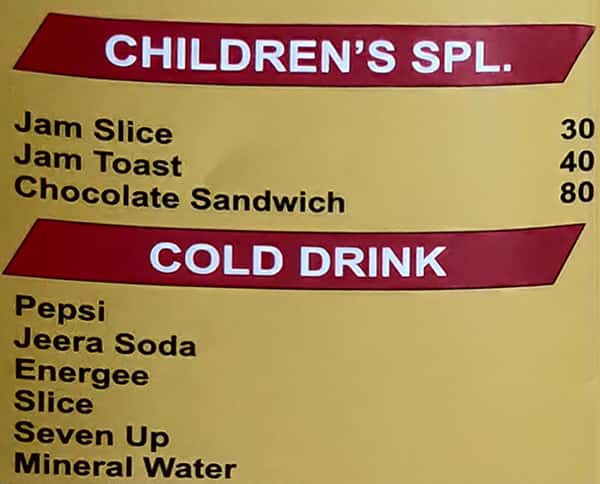 CHILDREN'S SPL.
Jam Slice 30
Jam Toast 40
Chocolate Sandwich 80
COLD DRINK
Pepsi
Jeera Soda
Energee
Slice
Seven Up
Mineral Water